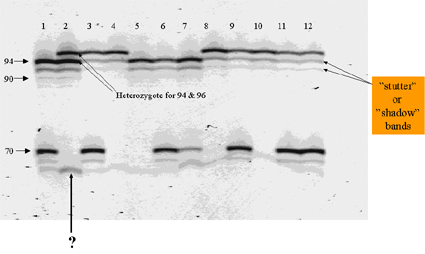 1 2 3 4 5 6 7 8 9 10 11 12
94
90
Heterozygote for 94 & 96
"stutter"
or
"shadow"
bands
70
?